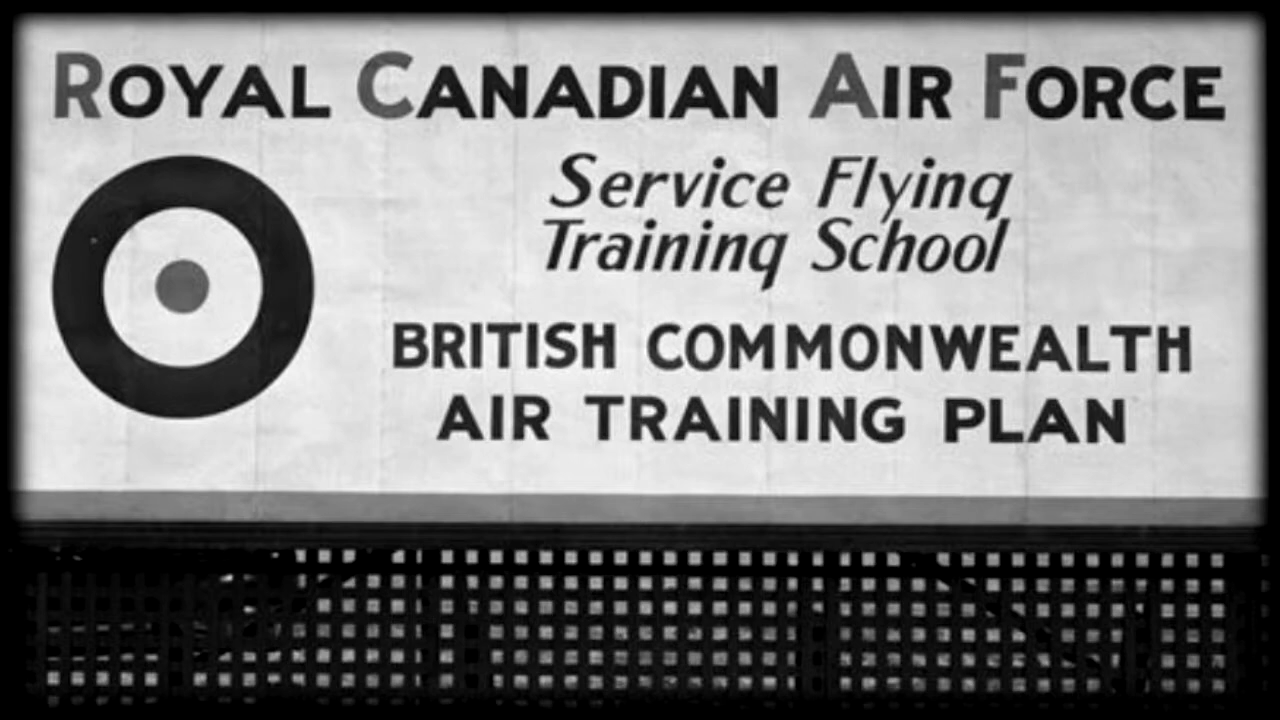 ROYAL CANADIAN AIR FORCE
Service Flying
Training School
BRITISH COMMONWEALTH
AIR TRAINING PLAN